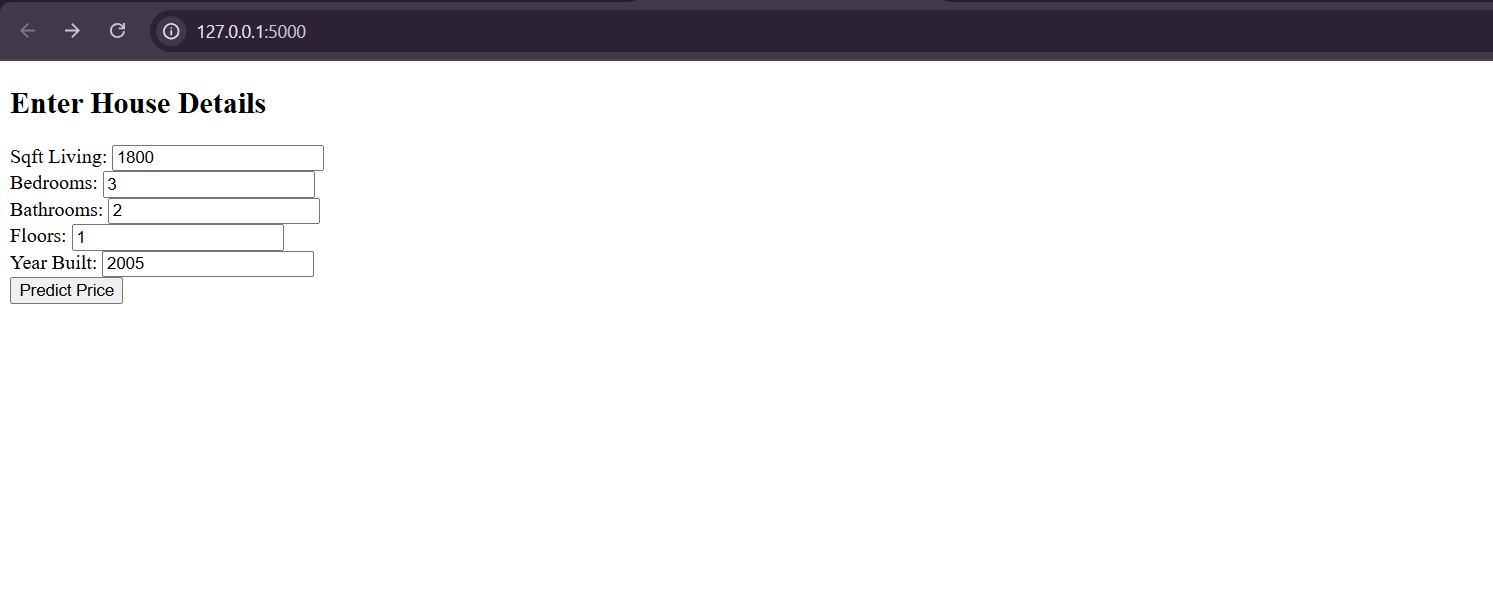 127.0.0.1:5000
Enter House Details
Sqft Living: 1800
Bedrooms: 3
Bathrooms: 2
Floors: 1
Year Built: 2005
Predict Price